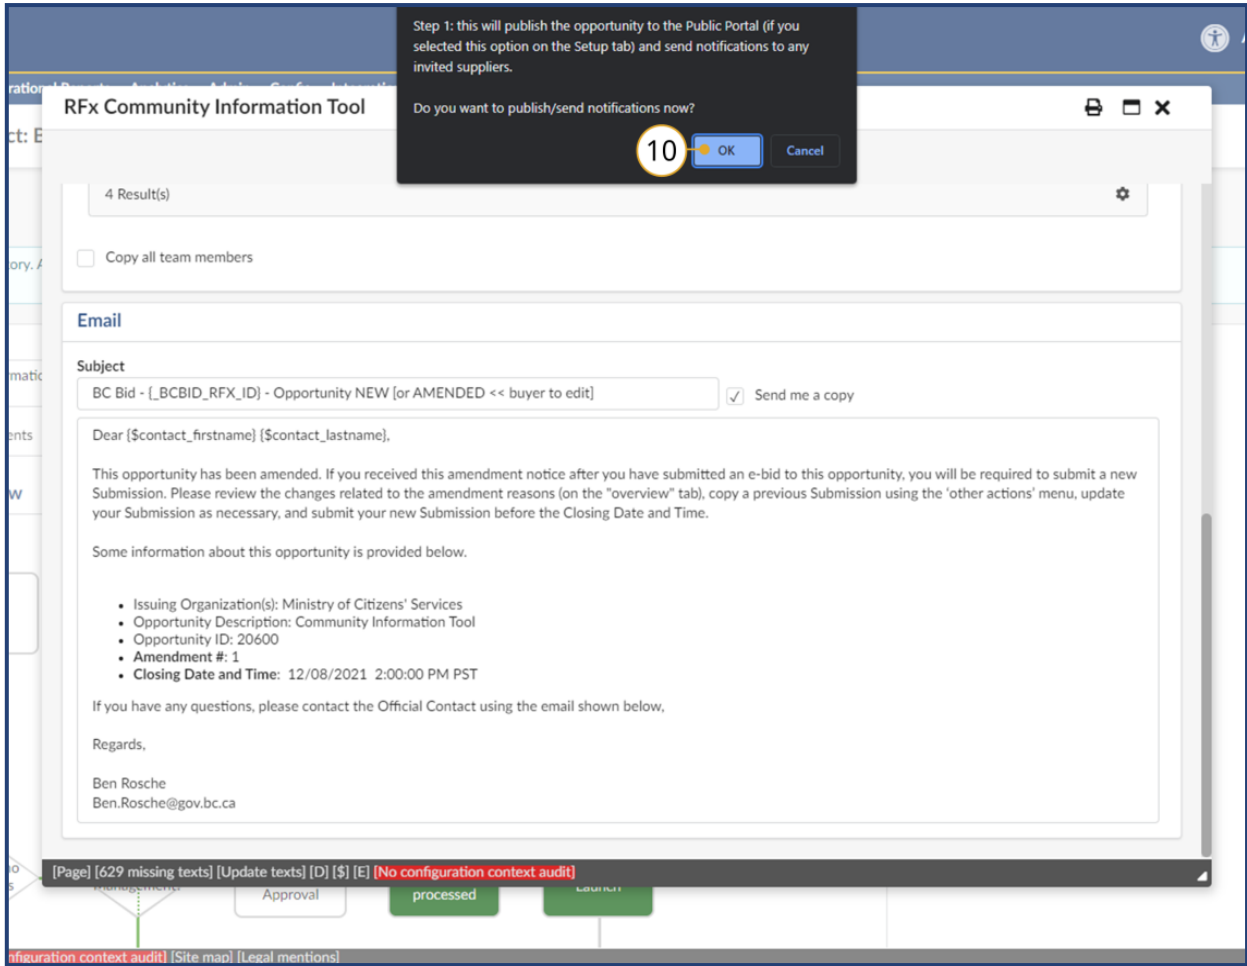 Step 1: this will publish the opportunity to the Public Portal (if you
selected this option on the Setup tab) and send notifications to any
invited suppliers.
Do you want to publish/send notifications now?
10 OK Cancel
RFx Community Information Tool
ct: B
4 Result(s)
Copy all team members
ory. A
Email
Subject
matic
BC Bid - {_BCBID_RFX_ID} - Opportunity NEW [or AMENDED << buyer to edit]
Send me a copy
ents
Dear {$contact_firstname} {$contact_lastname},
This opportunity has been amended. If you received this amendment notice after you have submitted an e-bid to this opportunity, you will be required to submit a new
Submission. Please review the changes related to the amendment reasons (on the "overview" tab), copy a previous Submission using the 'other actions' menu, update
your Submission as necessary, and submit your new Submission before the Closing Date and Time.
w
Some information about this opportunity is provided below.
• Issuing Organization(s): Ministry of Citizens' Services
• Opportunity Description: Community Information Tool
• Opportunity ID: 20600
• Amendment #: 1
• Closing Date and Time: 12/08/2021 2:00:00 PM PST
If you have any questions, please contact the Official Contact using the email shown below,
Regards,
Ben Rosche
Ben.Rosche@gov.bc.ca
[Page] [629 missing texts] [Update texts] [D] [$] [E] [No configuration context audit]
Approval
processed
Launch
nfiguration context audit] [Site map] [Legal mentions]